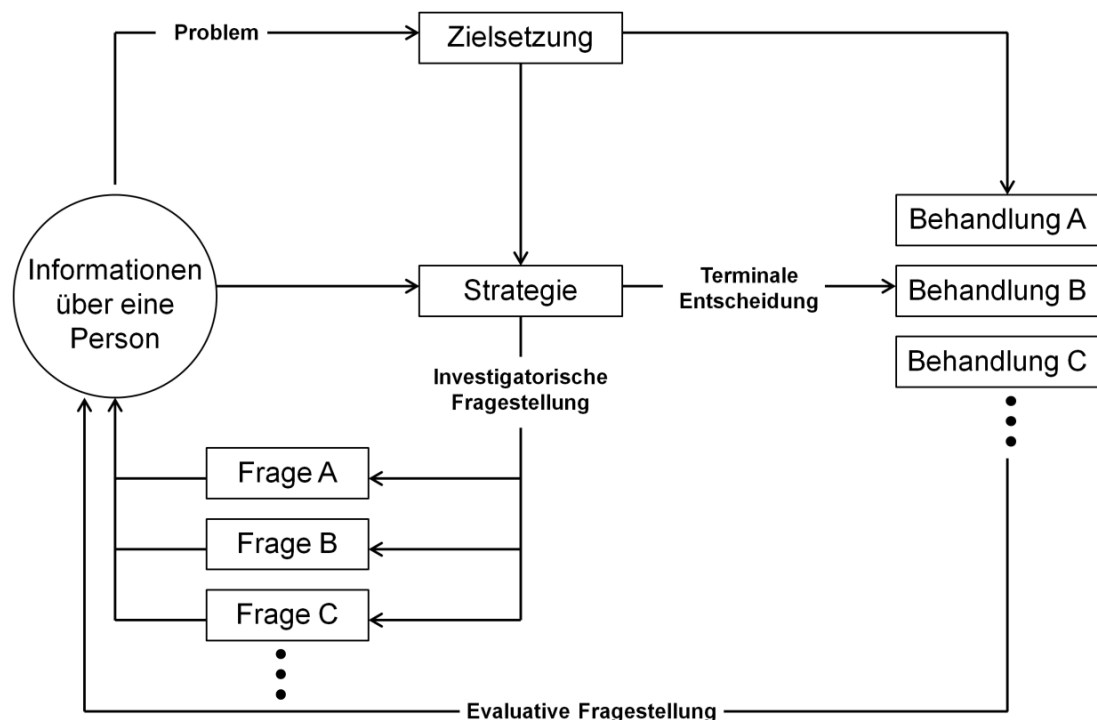 Problem
Zielsetzung
Behandlung A
Informationen
über eine
Person
Strategie
Terminale
Entscheidung
Behandlung B
Behandlung C
Investigatorische
Fragestellung
Frage A
Frage B
Frage C
Evaluative Fragestellung